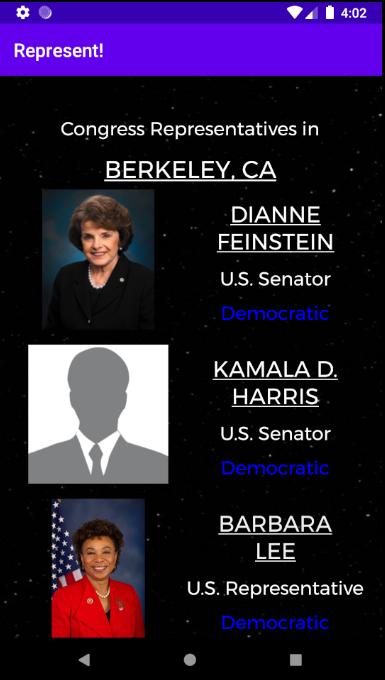 4:02
Represent!
Congress Representatives in
BERKELEY, CA
DIANNE
FEINSTEIN
U.S. Senator
Democratic
KAMALA D.
HARRIS
U.S. Senator
Democratic
BARBARA
LEE
U.S. Representative
Democratic